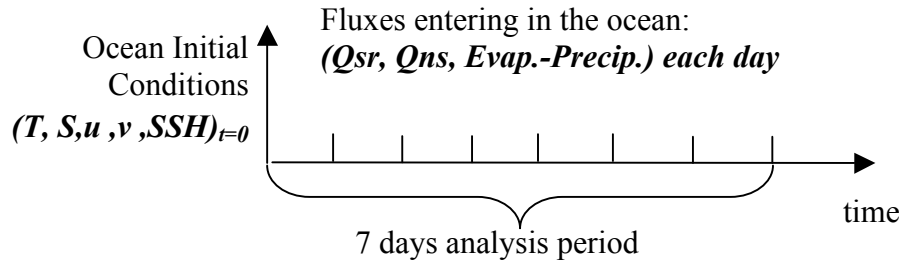 Ocean Initial
Conditions
(T, S,u ,v ,SSH)t=0
Fluxes entering in the ocean:
(Qsr, Qns, Evap.-Precip.) each day
time
7 days analysis period